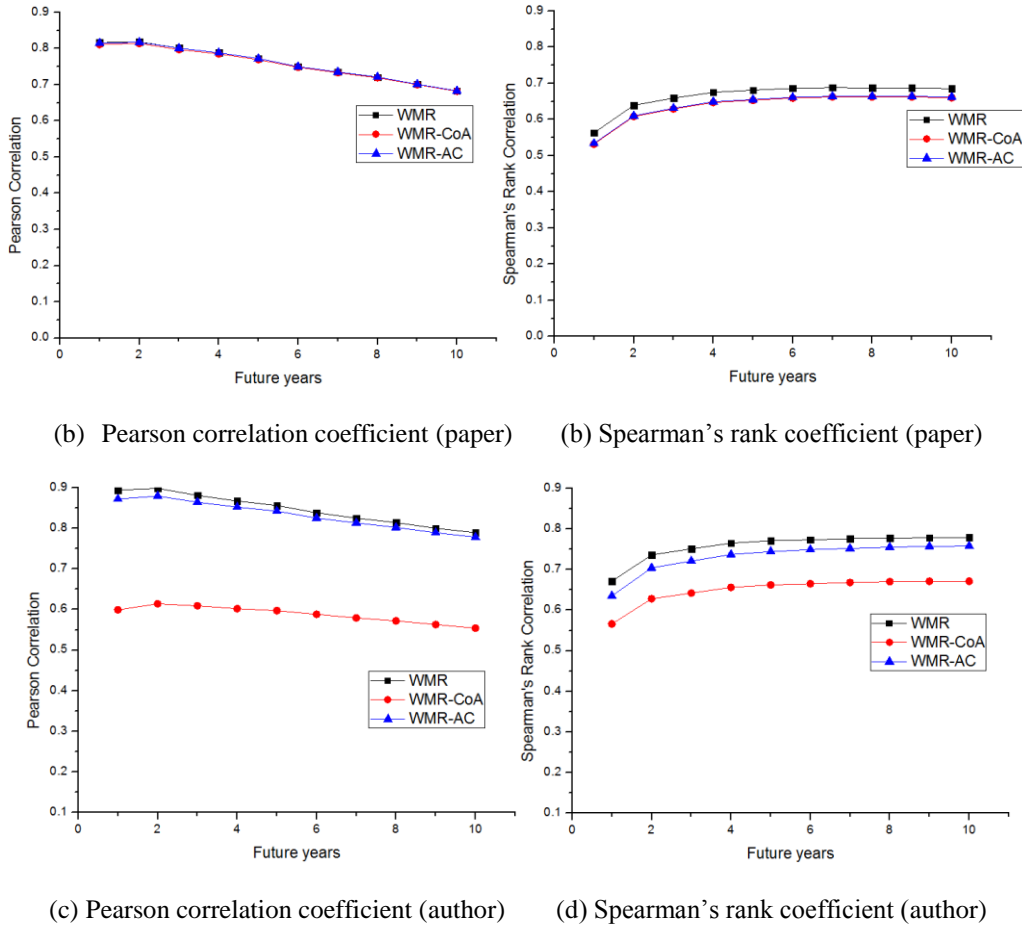 0.9
0.8
0.7
0.6
0.5
0.4
0.3
0.2
0.1
0.0
Pearson Correlation
0 2 4 6 8 10
Future years
WMR
WMR-CoA
WMR-AC
0.9
0.8
0.7
0.6
0.5
0.4
0.3
0.2
0.1
0.0
Spearman's Rank Correlation
0 2 4 6 8 10
Future years
WMR
WMR-CoA
WMR-AC
(b) Pearson correlation coefficient (paper)
(b) Spearman’s rank coefficient (paper)
0.9
0.8
0.7
0.6
0.5
0.4
0.3
0.2
0.1
Pearson Correlation
0 2 4 6 8 10
Future years
WMR
WMR-CoA
WMR-AC
0.9
0.8
0.7
0.6
0.5
0.4
0.3
0.2
0.1
Spearman's Rank Correlation
0 2 4 6 8 10
Future years
WMR
WMR-CoA
WMR-AC
(c) Pearson correlation coefficient (author)
(d) Spearman’s rank coefficient (author)